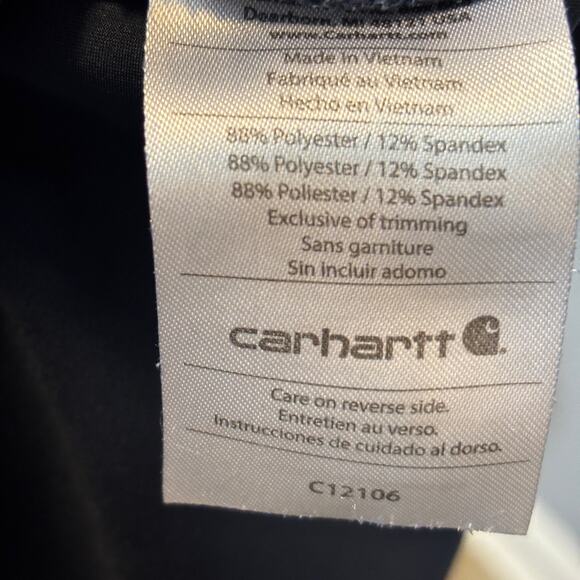 Dearborn, MI USA
www.Carhartt.com
Made in Vietnam
Fabriqué au Vietnam
Hecho en Vietnam
88% Polyester / 12% Spandex
88% Polyester / 12% Spandex
88% Poliester / 12% Spandex
Exclusive of trimming
Sans garniture
Sin incluir adorno
carhartt
Care on reverse side.
Entretien au verso.
Instrucciones de cuidado al dorso.
C12106